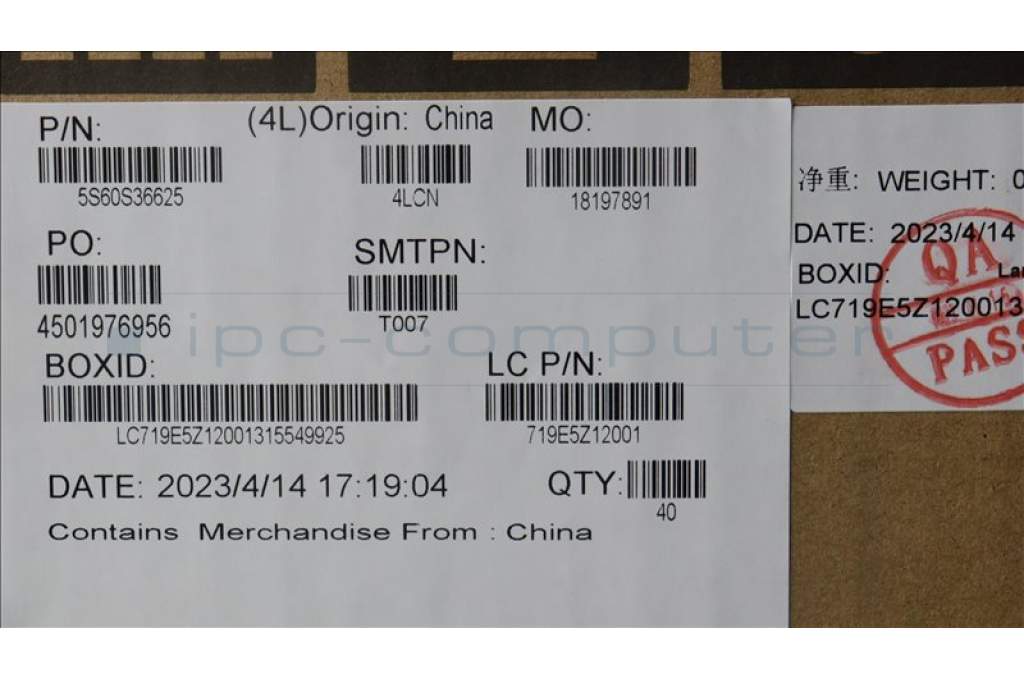 P/N:
(4L)Origin: China
MO:
5S60S36625
4LCN
18197891
PO:
SMTPN:
4501976956
T007
BOXID:
LC P/N:
LC719E5Z12001315549925
719E5Z12001
DATE: 2023/4/14 17:19:04
QTY:
40
Contains Merchandise From : China
净重: WEIGHT: 0
DATE: 2023/4/14
BOXID:
LC719E5Z120013
QA
PASS
ipc-computer